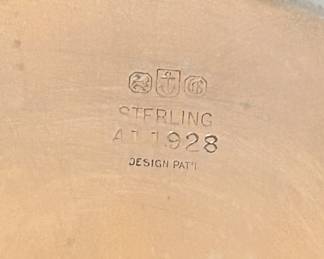 STERLING
A11928
DESIGN PAT'